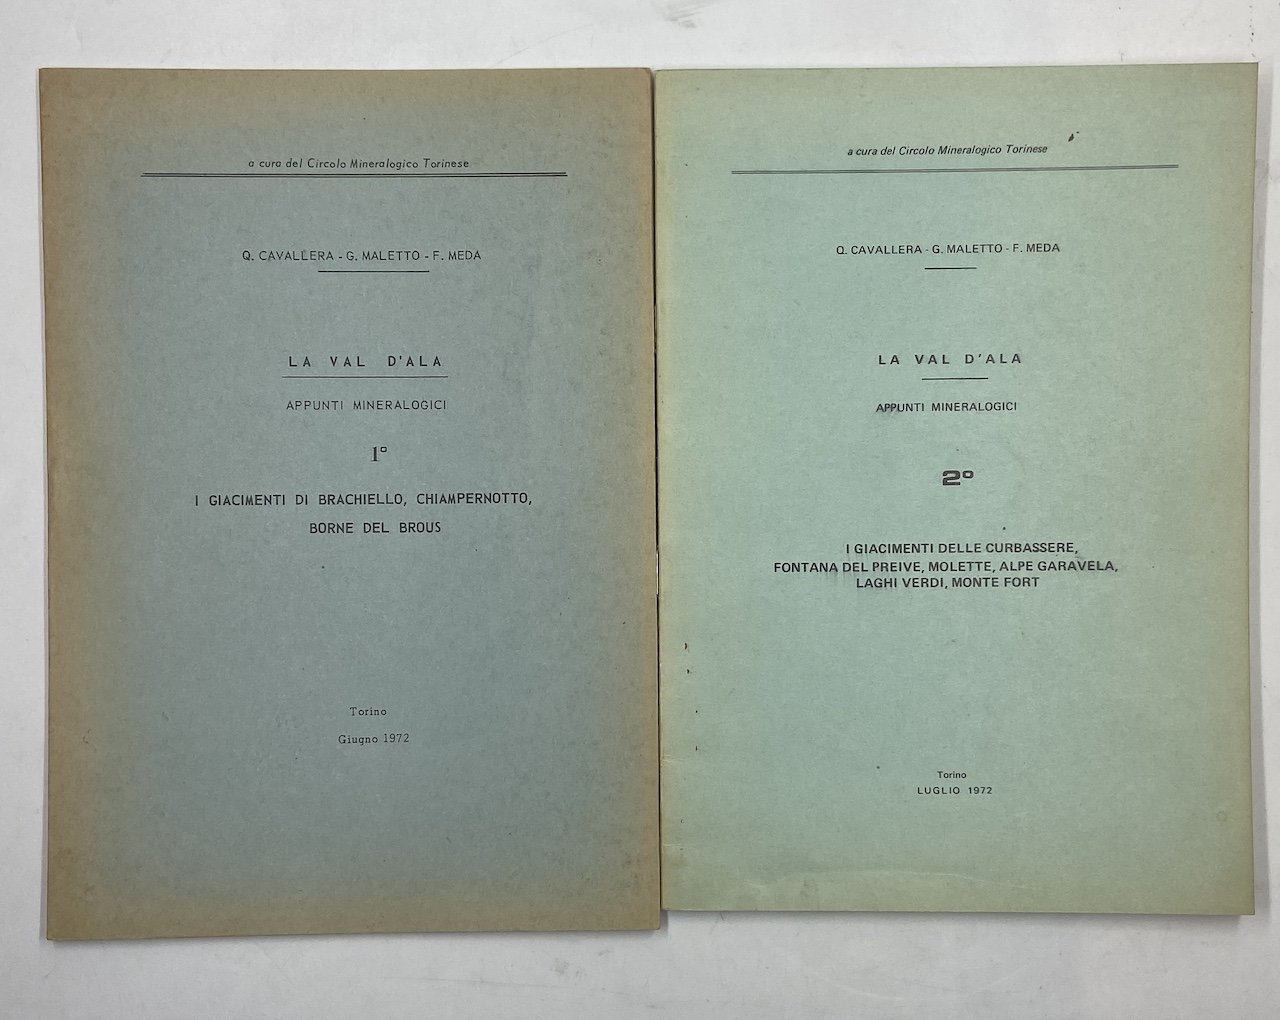 a cura del Circolo Mineralogico Torinese
Q. CAVALLERA - G. MALETTO - F. MEDA
LA VAL D'ALA
APPUNTI MINERALOGICI
1°
I GIACIMENTI DI BRACHIELLO, CHIAMPERNOTTO,
BORNE DEL BROUS
Torino
Giugno 1972
a cura del Circolo Mineralogico Torinese
Q. CAVALLERA - G. MALETTO - F. MEDA
LA VAL D'ALA
APPUNTI MINERALOGICI
2°
I GIACIMENTI DELLE CURBASSERE,
FONTANA DEL PREIVE, MOLETTE, ALPE GARAVELA,
LAGHI VERDI, MONTE FORT
Torino
LUGLIO 1972